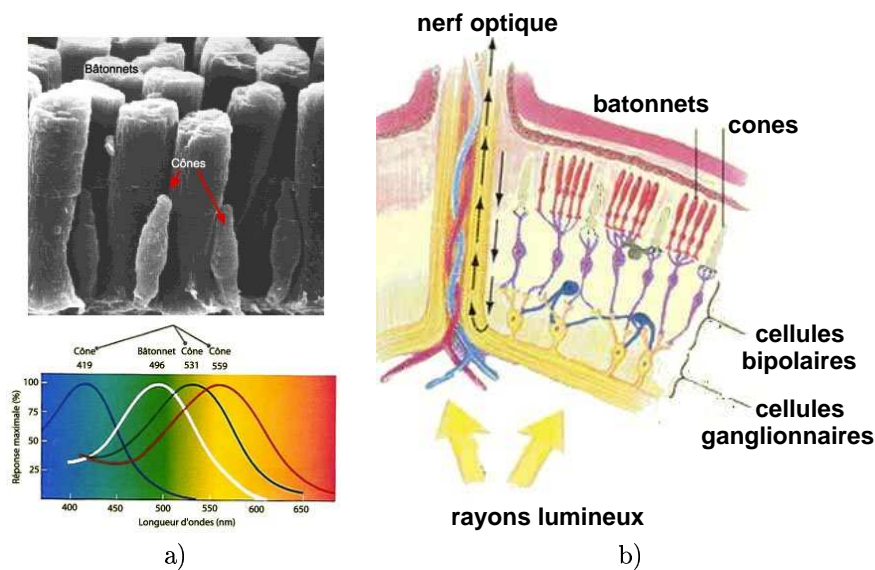 Bâtonnets
Cônes
Cône Bâtonnet Cône Cône
419 496 531 559
Réponse maximale (%)
100
75
50
25
400 450 500 550 600 650
Longueur d'ondes (nm)
a)
nerf optique
batonnets
cones
cellules
bipolaires
cellules
ganglionnaires
rayons lumineux
b)